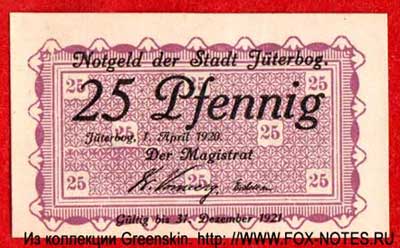 Notgeld der Stadt Jüterbog.
25 25 25
25 Pfennig
Jüterbog, 1. April 1920.
25 25
Der Magistrat
25 25
Gültig bis 31. Dezember 1921
Из коллекции Greenskin. http://WWW.FOX-NOTES.RU